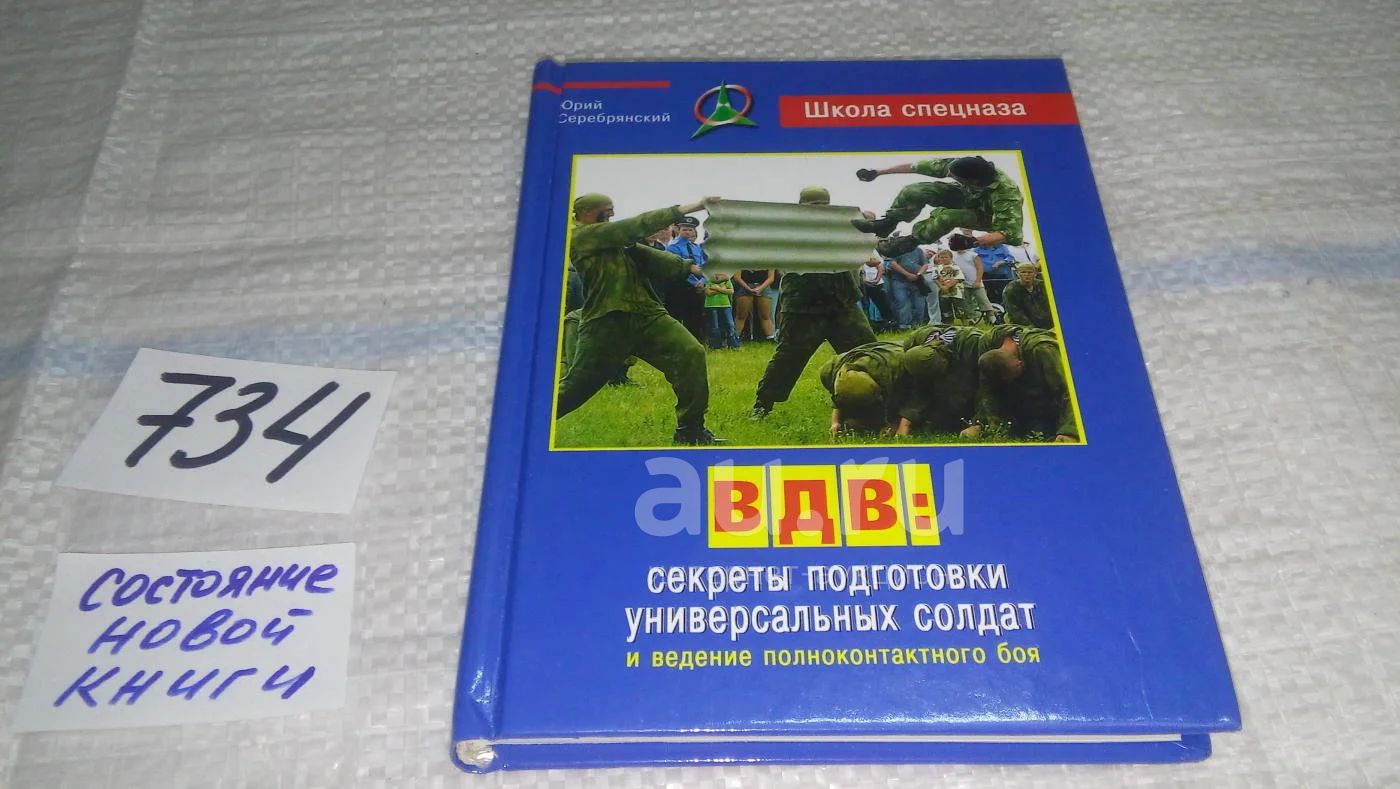 Юрий
Серебрянский
Школа спецназа
ВДВ:
секреты подготовки
универсальных солдат
и ведение полноконтактного боя
734
состояние
новой
книги
au.ru